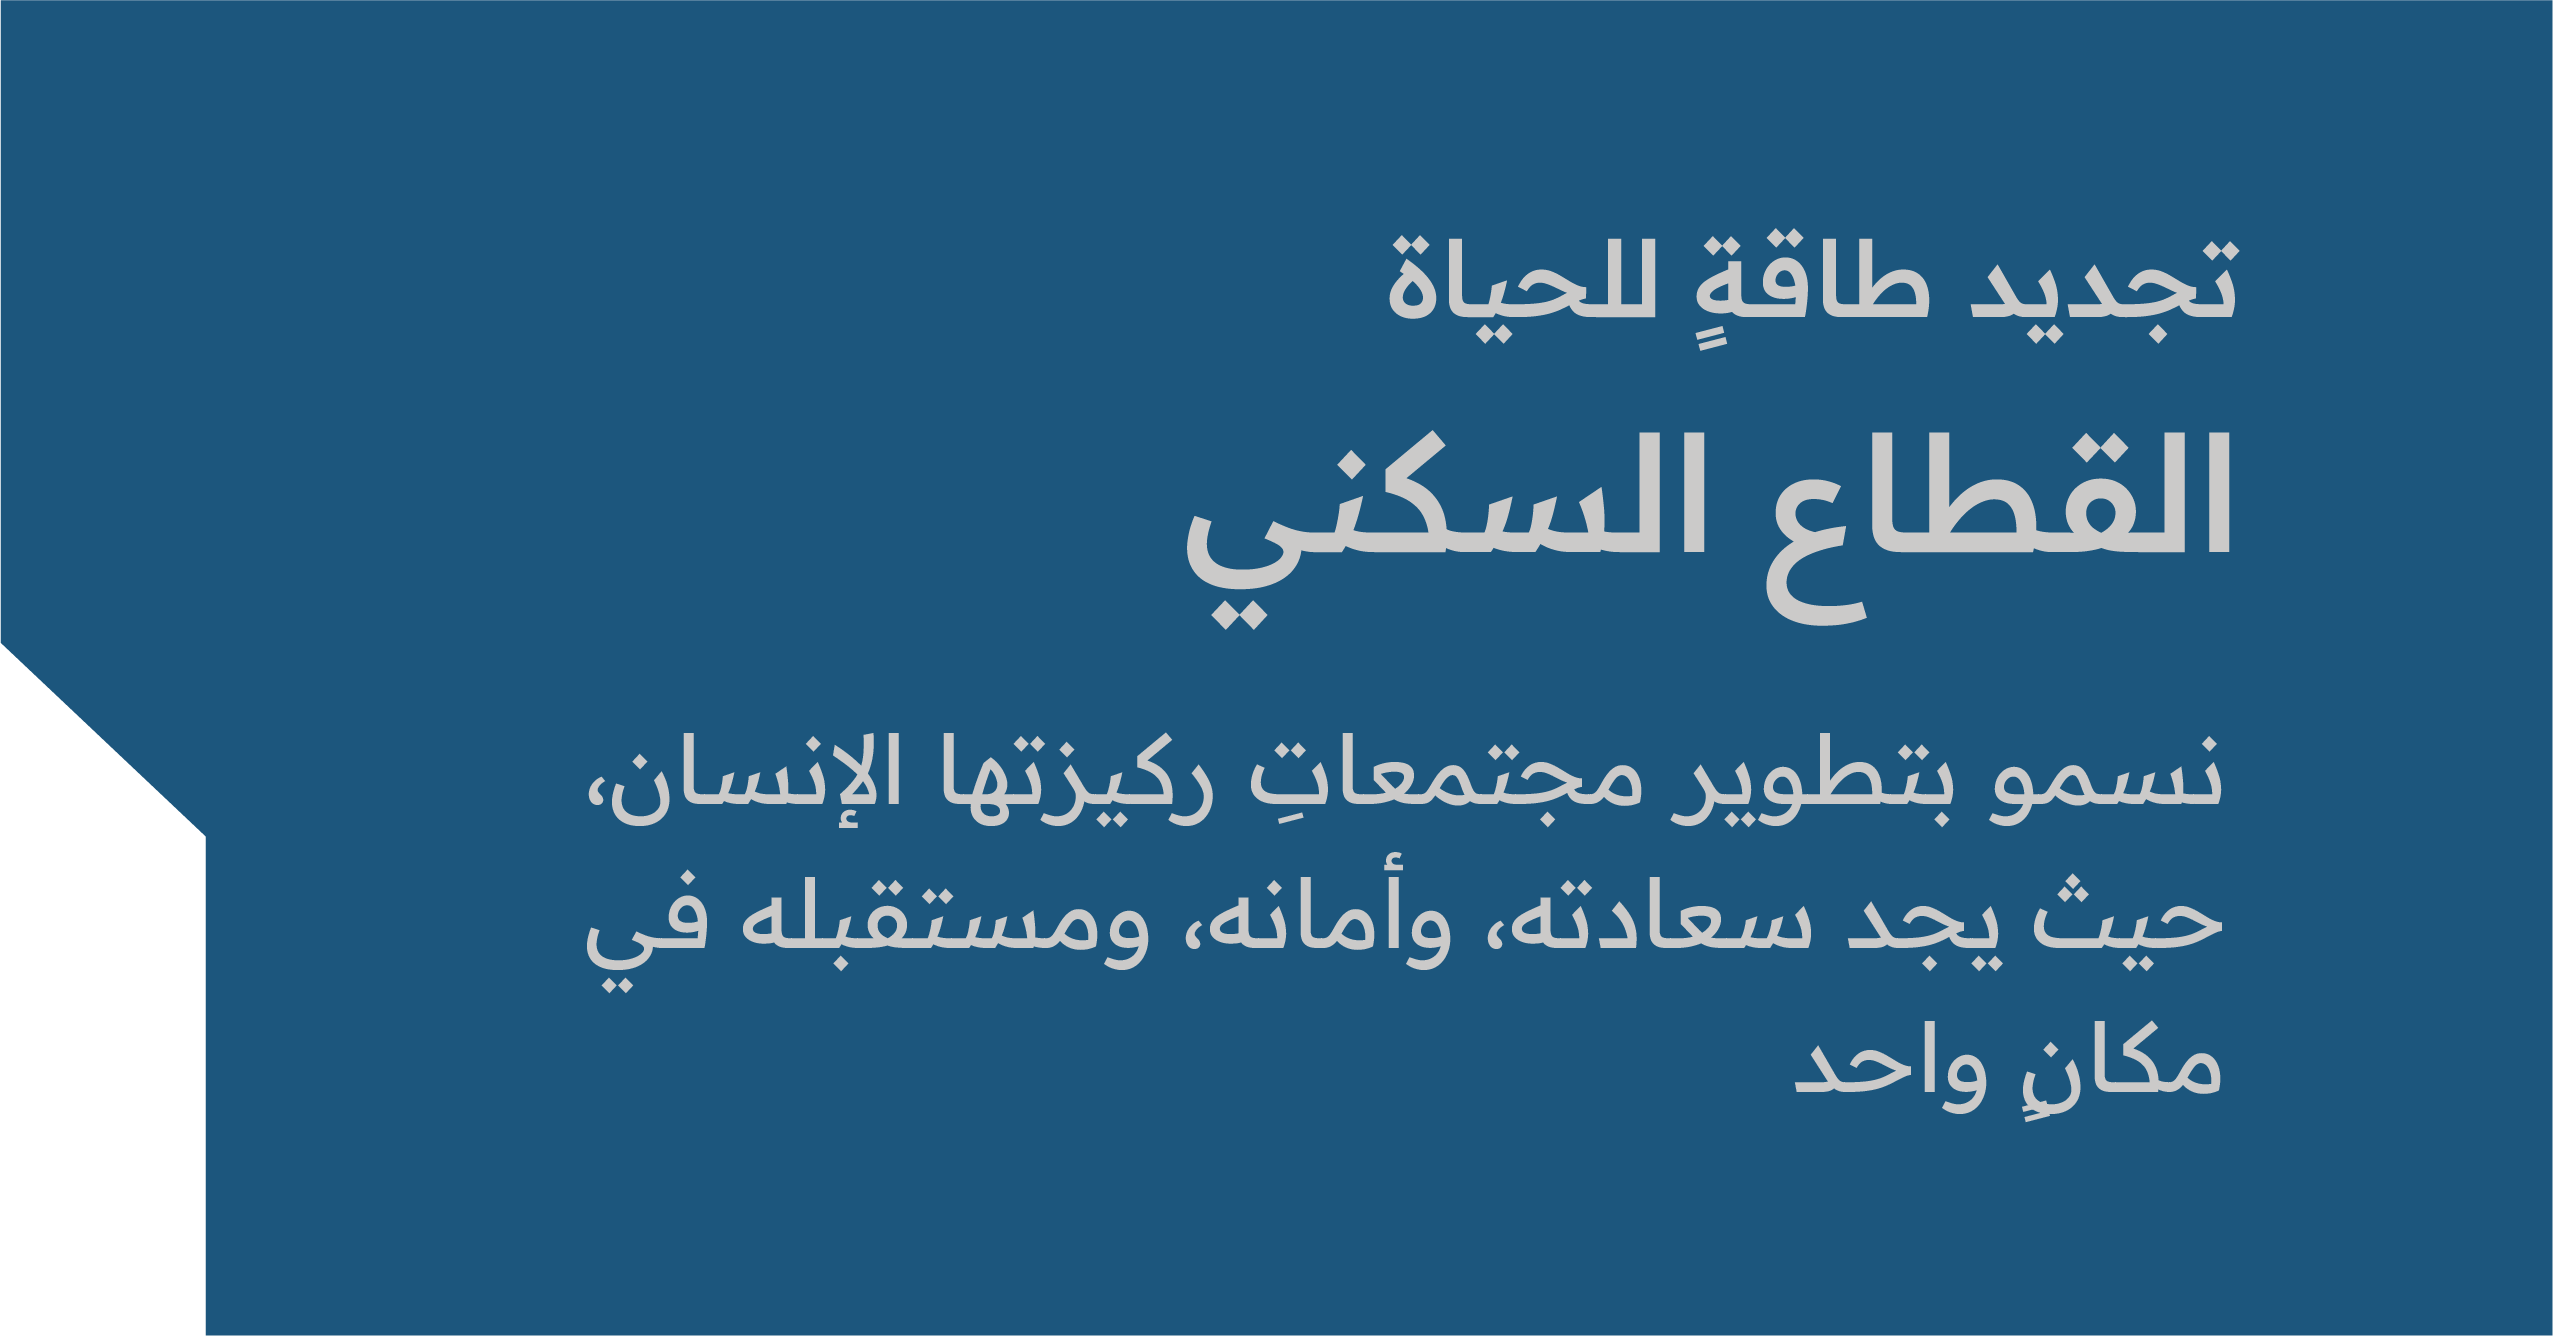 تجديد طاقةٍ للحياة
القطاع السكني
نسمو بتطوير مجتمعاتِ ركيزتها الإنسان،
حيث يجد سعادته، وأمانه، ومستقبله في
مكانٍ واحد